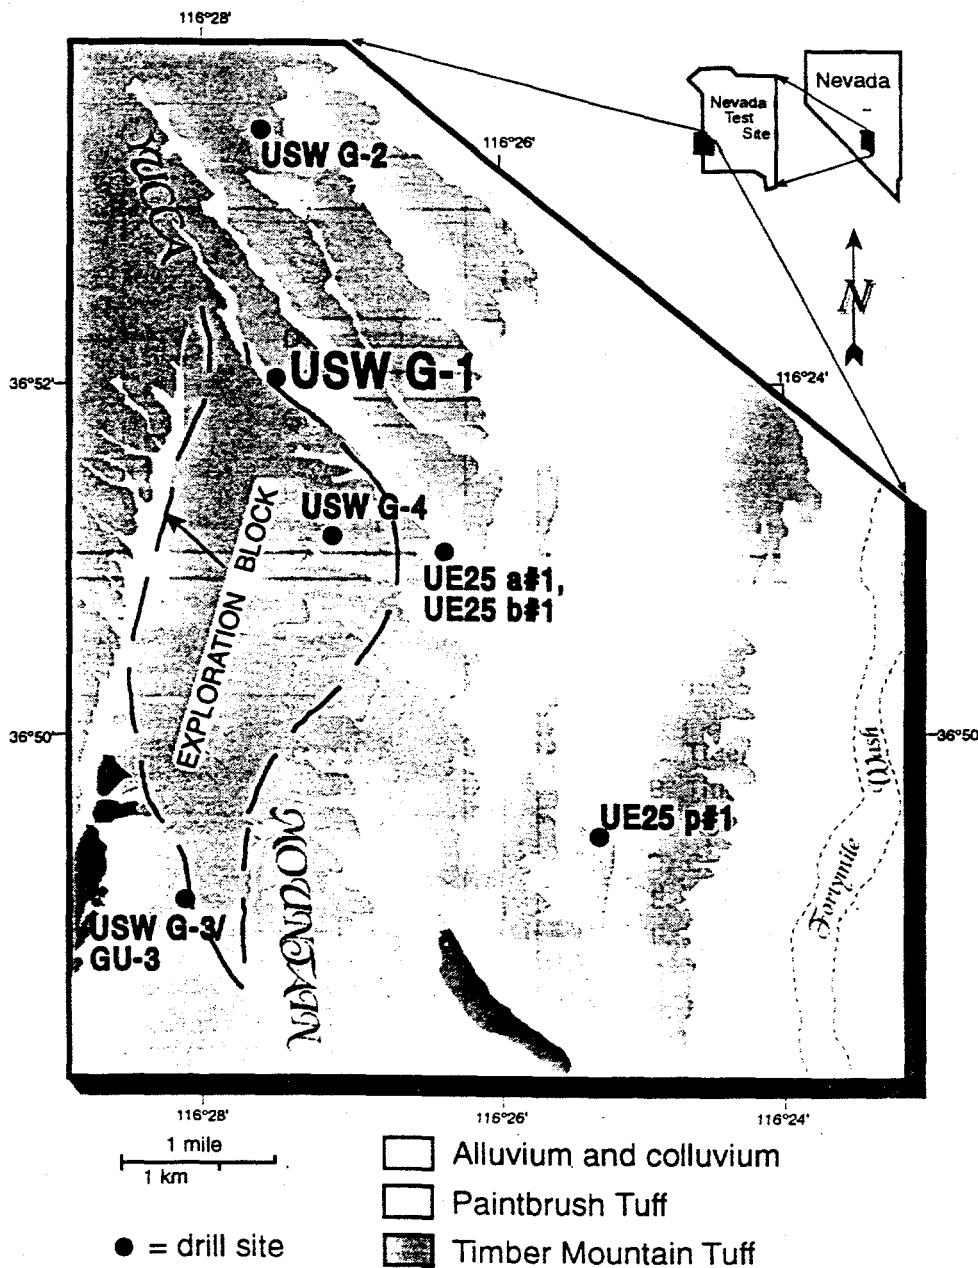 116°28'
Nevada
Nevada
Test
Site
116°26'
USW G-2
YUCCA
N
USW G-1
36°52'
116°24'
USW G-4
EXPLORATION BLOCK
UE25 a#1,
UE25 b#1
36°50'
36°50'
Wash
UE25 p#1
Fortymile
MOUNTAIN
USW G-3/
GU-3
116°28'
116°26'
116°24'
1 mile
1 km
Alluvium and colluvium
Paintbrush Tuff
= drill site
Timber Mountain Tuff